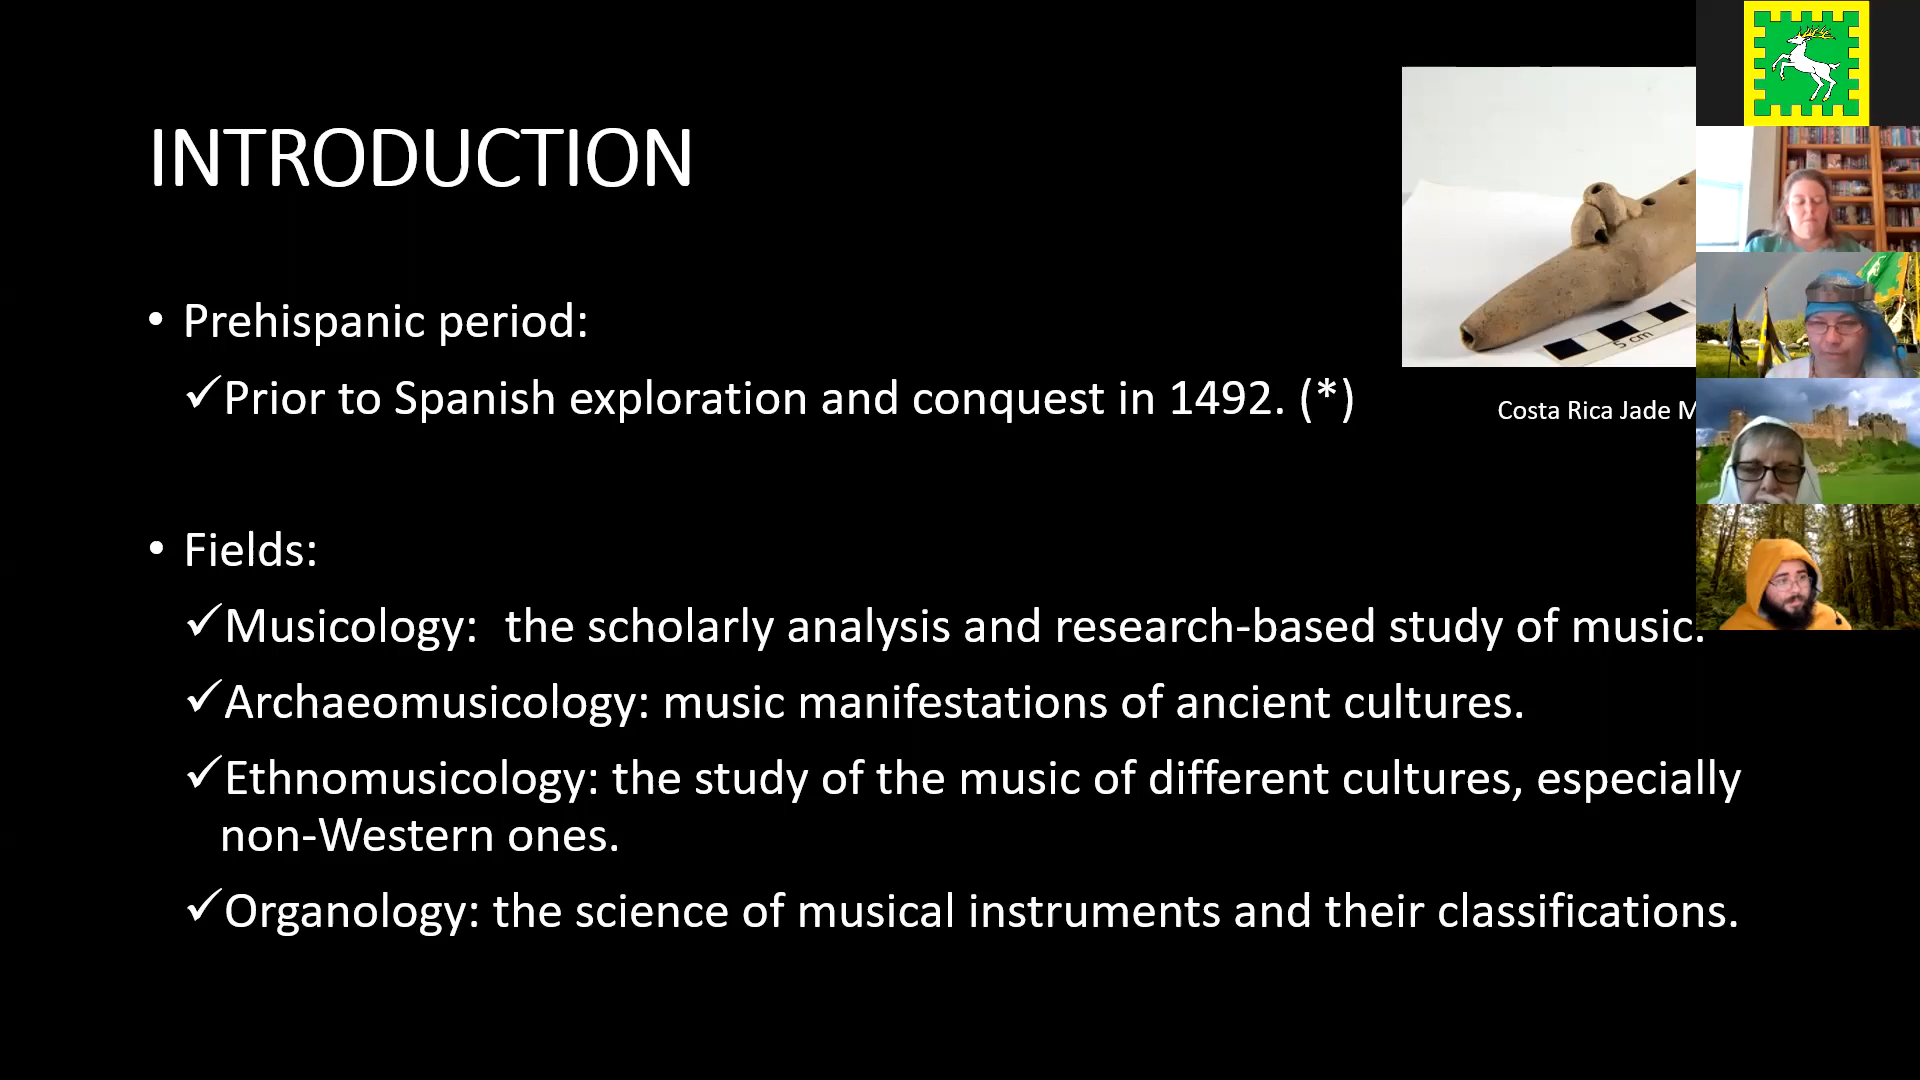 INTRODUCTION
• Prehispanic period:
✓Prior to Spanish exploration and conquest in 1492. (*)
5 cm
Costa Rica Jade M
• Fields:
✓Musicology:  the scholarly analysis and research-based study of music.
✓Archaeomusicology: music manifestations of ancient cultures.
✓Ethnomusicology: the study of the music of different cultures, especially
non-Western ones.
✓Organology: the science of musical instruments and their classifications.